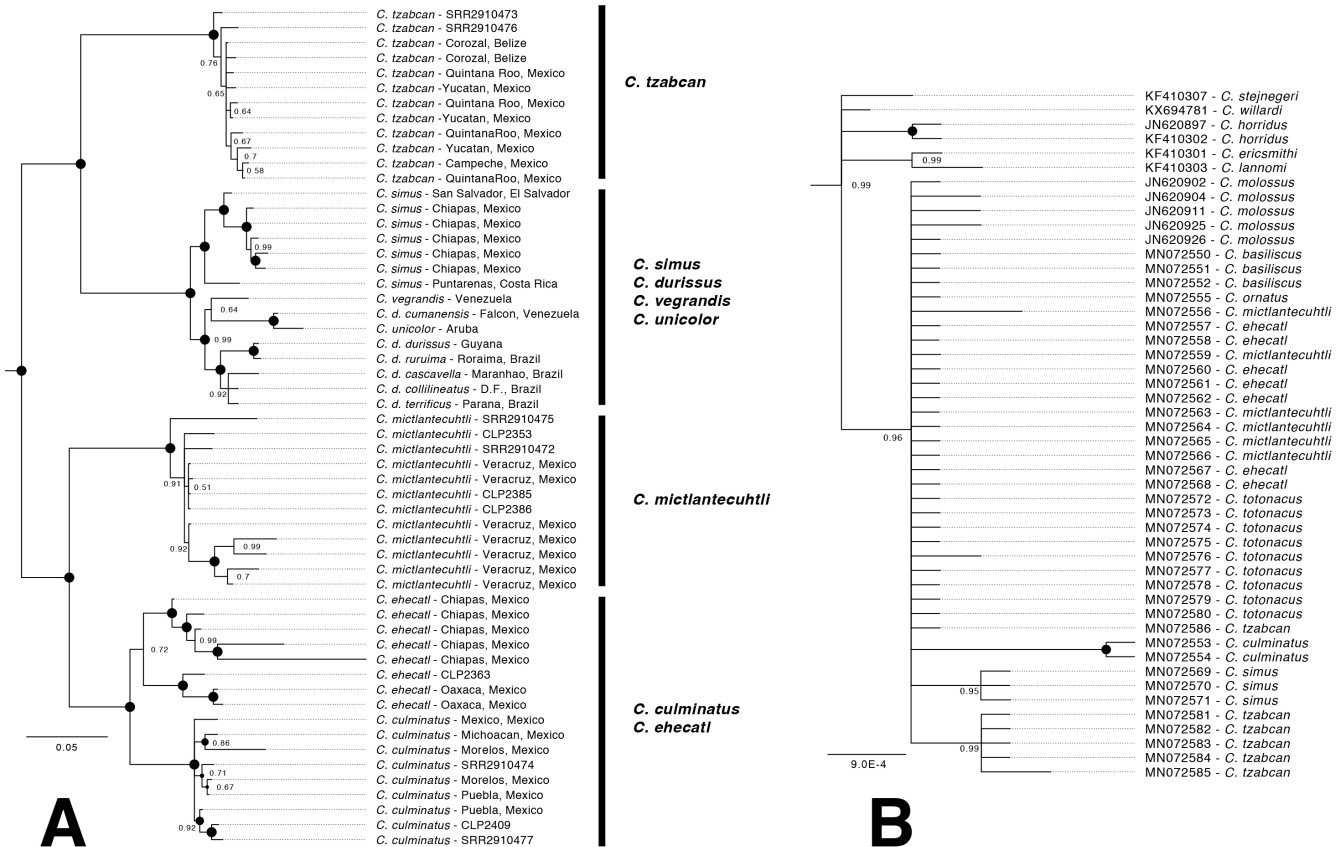 C. tzabcan - SRR2910473
C. tzabcan - SRR2910476
C. tzabcan - Corozal, Belize
C. tzabcan - Corozal, Belize
C. tzabcan - Quintana Roo, Mexico
C. tzabcan -Yucatan, Mexico
C. tzabcan - Quintana Roo, Mexico
C. tzabcan -Yucatan, Mexico
C. tzabcan - QuintanaRoo, Mexico
C. tzabcan - Yucatan, Mexico
C. tzabcan - Campeche, Mexico
C. tzabcan - QuintanaRoo, Mexico
C. simus - San Salvador, El Salvador
C. simus - Chiapas, Mexico
C. simus - Chiapas, Mexico
C. simus - Chiapas, Mexico
C. simus - Chiapas, Mexico
C. simus - Chiapas, Mexico
C. simus - Puntarenas, Costa Rica
C. vegrandis - Venezuela
C. d. cumanensis - Falcon, Venezuela
C. unicolor - Aruba
C. d. durissus - Guyana
C. d. ruruima - Roraima, Brazil
C. d. cascavella - Maranhao, Brazil
C. d. collilineatus - D.F., Brazil
C. d. terrificus - Parana, Brazil
C. mictlantecuhtli - SRR2910475
C. mictlantecuhtli - CLP2353
C. mictlantecuhtli - SRR2910472
C. mictlantecuhtli - Veracruz, Mexico
C. mictlantecuhtli - Veracruz, Mexico
C. mictlantecuhtli - CLP2385
C. mictlantecuhtli - CLP2386
C. mictlantecuhtli - Veracruz, Mexico
C. mictlantecuhtli - Veracruz, Mexico
C. mictlantecuhtli - Veracruz, Mexico
C. mictlantecuhtli - Veracruz, Mexico
C. mictlantecuhtli - Veracruz, Mexico
C. ehecatl - Chiapas, Mexico
C. ehecatl - Chiapas, Mexico
C. ehecatl - Chiapas, Mexico
C. ehecatl - Chiapas, Mexico
C. ehecatl - Chiapas, Mexico
C. ehecatl - CLP2363
C. ehecatl - Oaxaca, Mexico
C. ehecatl - Oaxaca, Mexico
C. culminatus - Mexico, Mexico
C. culminatus - Michoacan, Mexico
C. culminatus - Morelos, Mexico
C. culminatus - SRR2910474
C. culminatus - Morelos, Mexico
C. culminatus - Puebla, Mexico
C. culminatus - Puebla, Mexico
C. culminatus - CLP2409
C. culminatus - SRR2910477
0.76
0.65
0.64
0.67
0.7
0.58
0.99
0.64
0.99
0.92
0.91
0.51
0.92
0.99
0.7
0.99
0.72
0.86
0.71
0.67
0.92
0.05
A
C. tzabcan
C. simus
C. durissus
C. vegrandis
C. unicolor
C. mictlantecuhtli
C. culminatus
C. ehecatl
KF410307 - C. stejnegeri
KX694781 - C. willardi
JN620897 - C. horridus
KF410302 - C. horridus
KF410301 - C. ericsmithi
KF410303 - C. lannomi
JN620902 - C. molossus
JN620904 - C. molossus
JN620911 - C. molossus
JN620925 - C. molossus
JN620926 - C. molossus
MN072550 - C. basiliscus
MN072551 - C. basiliscus
MN072552 - C. basiliscus
MN072555 - C. ornatus
MN072556 - C. mictlantecuhtli
MN072557 - C. ehecatl
MN072558 - C. ehecatl
MN072559 - C. mictlantecuhtli
MN072560 - C. ehecatl
MN072561 - C. ehecatl
MN072562 - C. ehecatl
MN072563 - C. mictlantecuhtli
MN072564 - C. mictlantecuhtli
MN072565 - C. mictlantecuhtli
MN072566 - C. mictlantecuhtli
MN072567 - C. ehecatl
MN072568 - C. ehecatl
MN072572 - C. totonacus
MN072573 - C. totonacus
MN072574 - C. totonacus
MN072575 - C. totonacus
MN072576 - C. totonacus
MN072577 - C. totonacus
MN072578 - C. totonacus
MN072579 - C. totonacus
MN072580 - C. totonacus
MN072586 - C. tzabcan
MN072553 - C. culminatus
MN072554 - C. culminatus
MN072569 - C. simus
MN072570 - C. simus
MN072571 - C. simus
MN072581 - C. tzabcan
MN072582 - C. tzabcan
MN072583 - C. tzabcan
MN072584 - C. tzabcan
MN072585 - C. tzabcan
0.99
0.99
0.96
0.95
0.99
9.0E-4
B